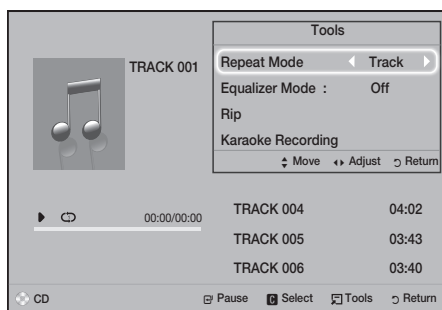 Tools
TRACK 001
Repeat Mode Track
Equalizer Mode : Off
Rip
Karaoke Recording
Move Adjust Return
00:00/00:00
TRACK 004 04:02
TRACK 005 03:43
TRACK 006 03:40
CD Pause C Select Tools Return